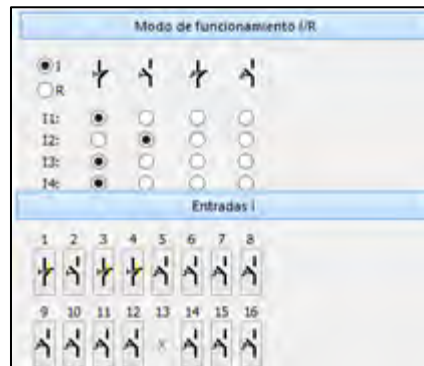 Modo de funcionamiento I/R
I
R
I1:
I2:
I3:
I4:
Entradas I
1 2 3 4 5 6 7 8
9 10 11 12 13 14 15 16
x